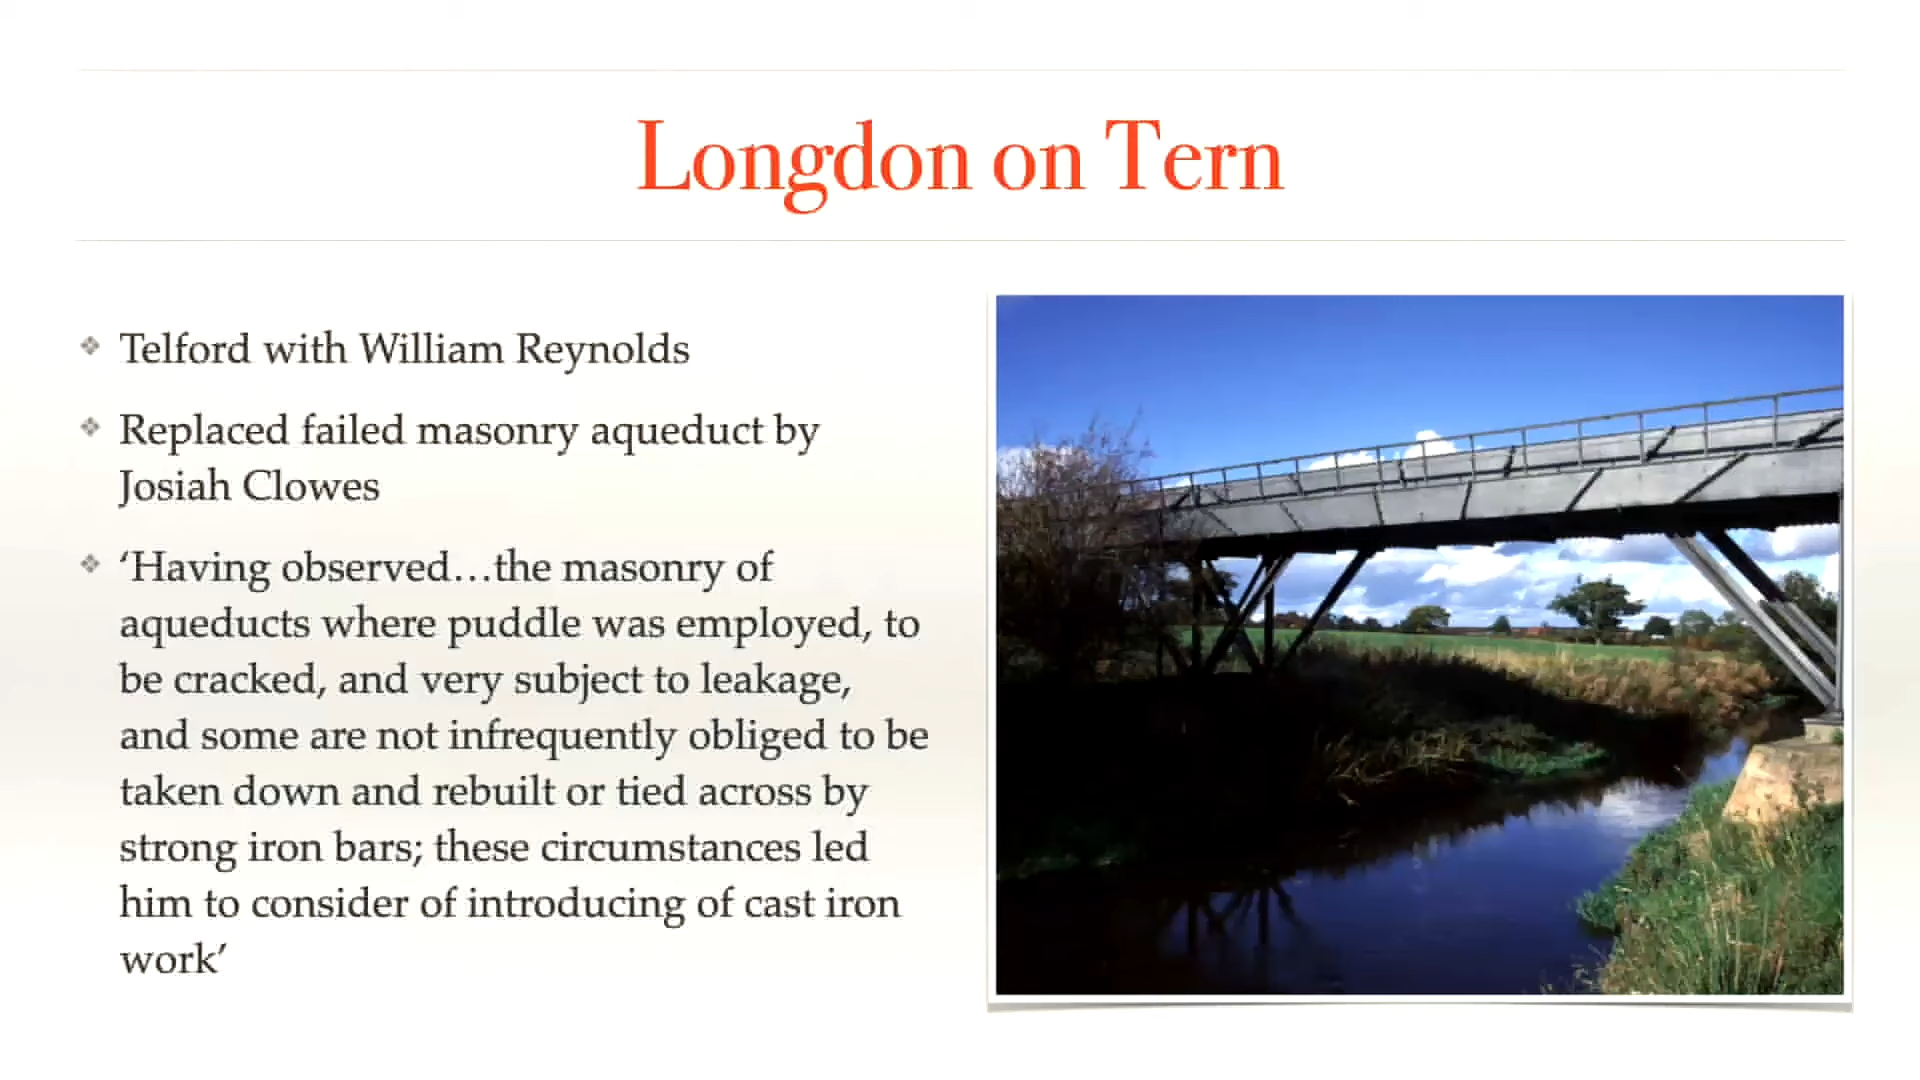 Longdon on Tern
Telford with William Reynolds
Replaced failed masonry aqueduct by
Josiah Clowes
‘Having observed…the masonry of
aqueducts where puddle was employed, to
be cracked, and very subject to leakage,
and some are not infrequently obliged to be
taken down and rebuilt or tied across by
strong iron bars; these circumstances led
him to consider of introducing of cast iron
work’